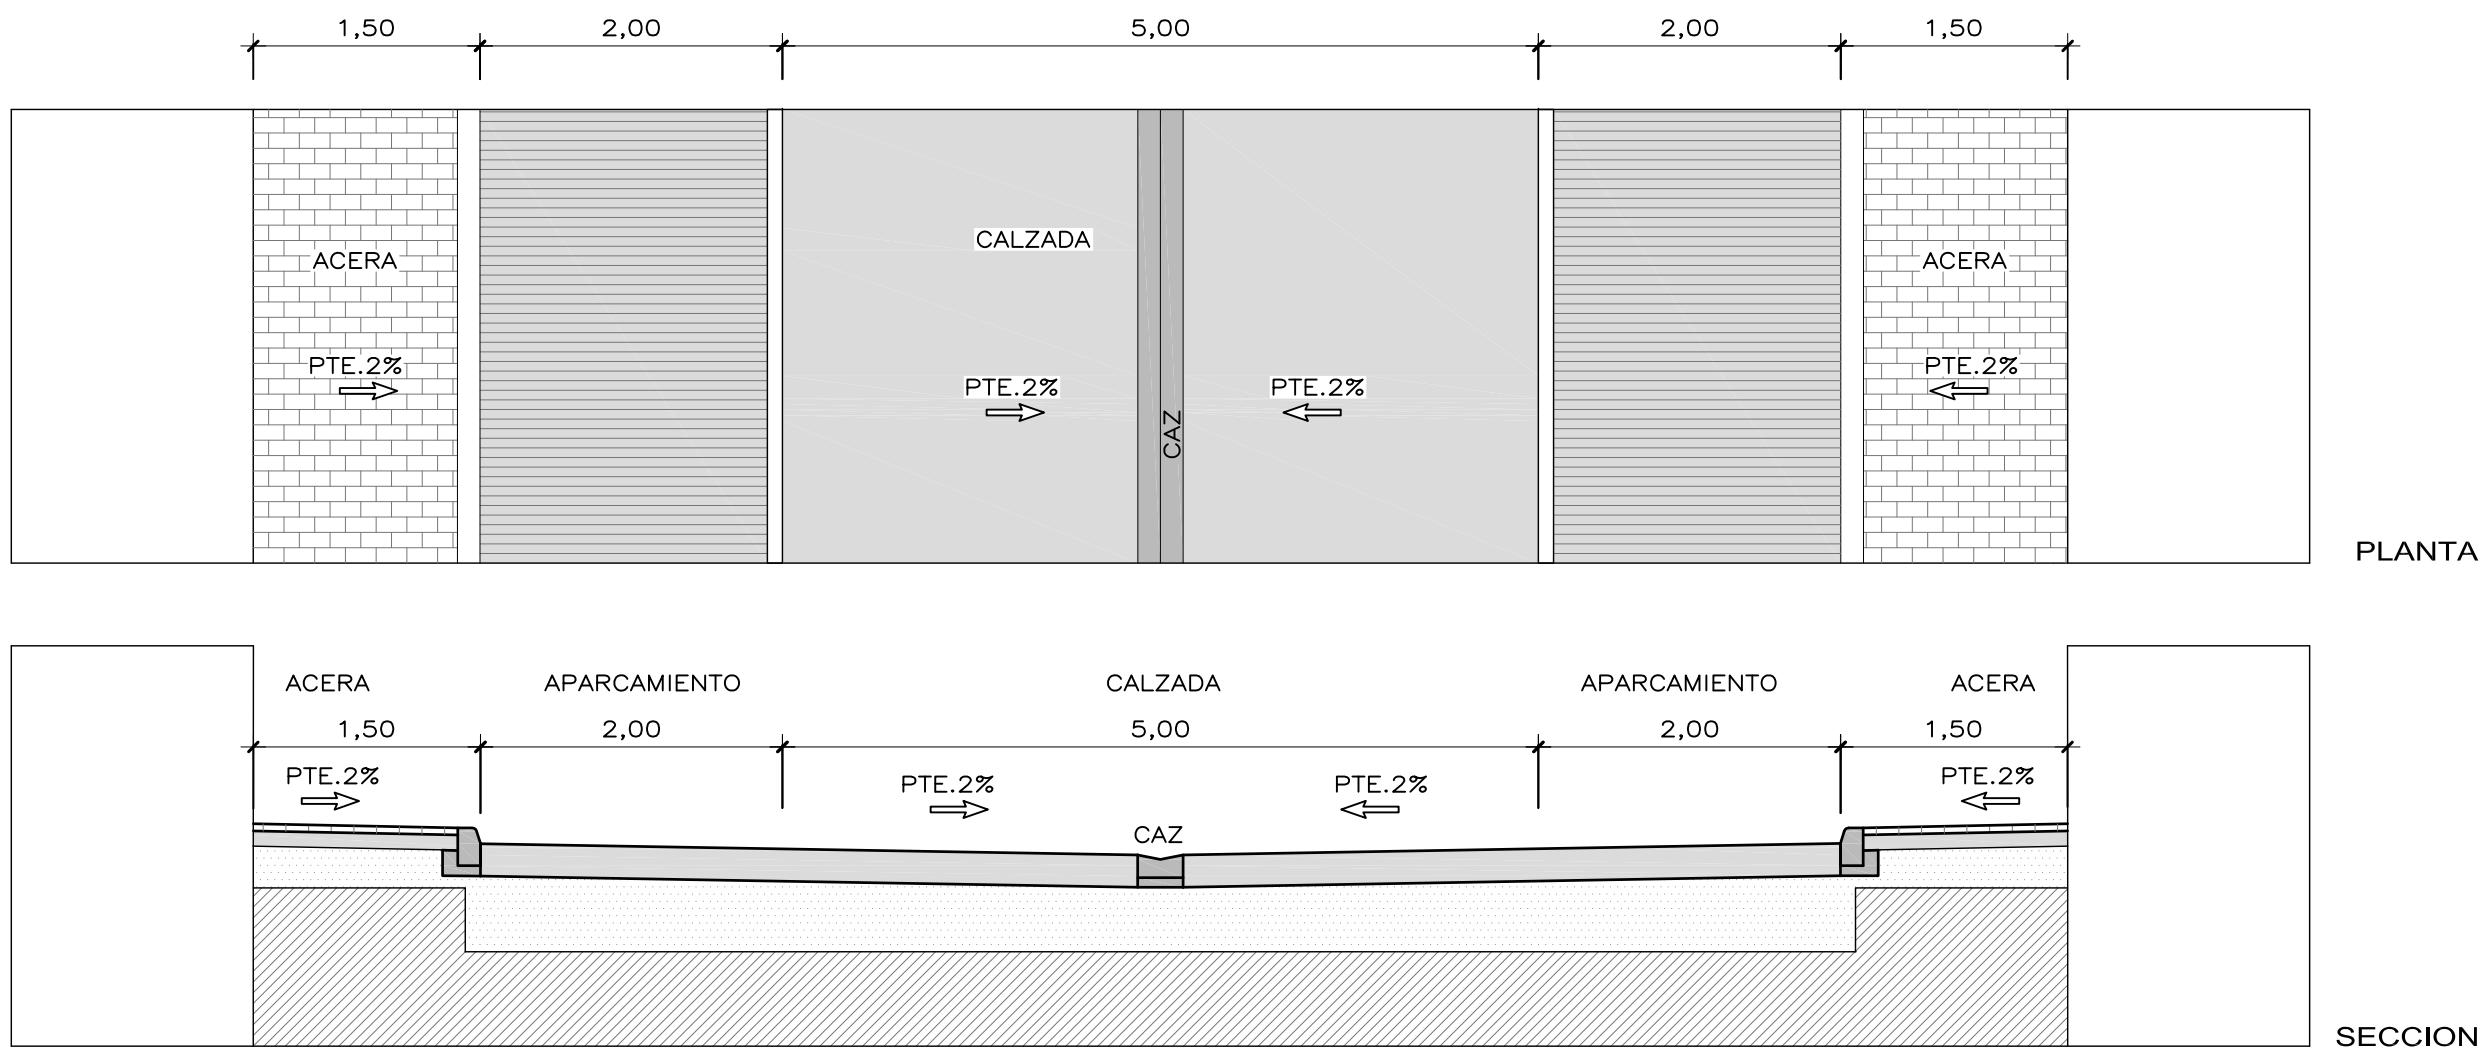 1,50 2,00 5,00 2,00 1,50
CALZADA
ACERA ACERA
PTE.2% PTE.2%
PTE.2% PTE.2%
CAZ
PLANTA
ACERA APARCAMIENTO CALZADA APARCAMIENTO ACERA
1,50 2,00 5,00 2,00 1,50
PTE.2% PTE.2% PTE.2% PTE.2%
CAZ
SECCION